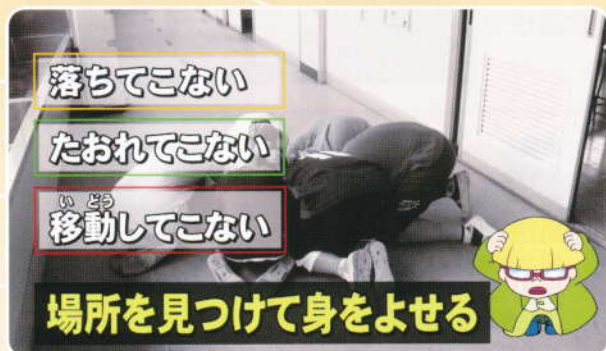 落ちてこない
たおれてこない
いどう
移動してこない
場所を見つけて身をよせる